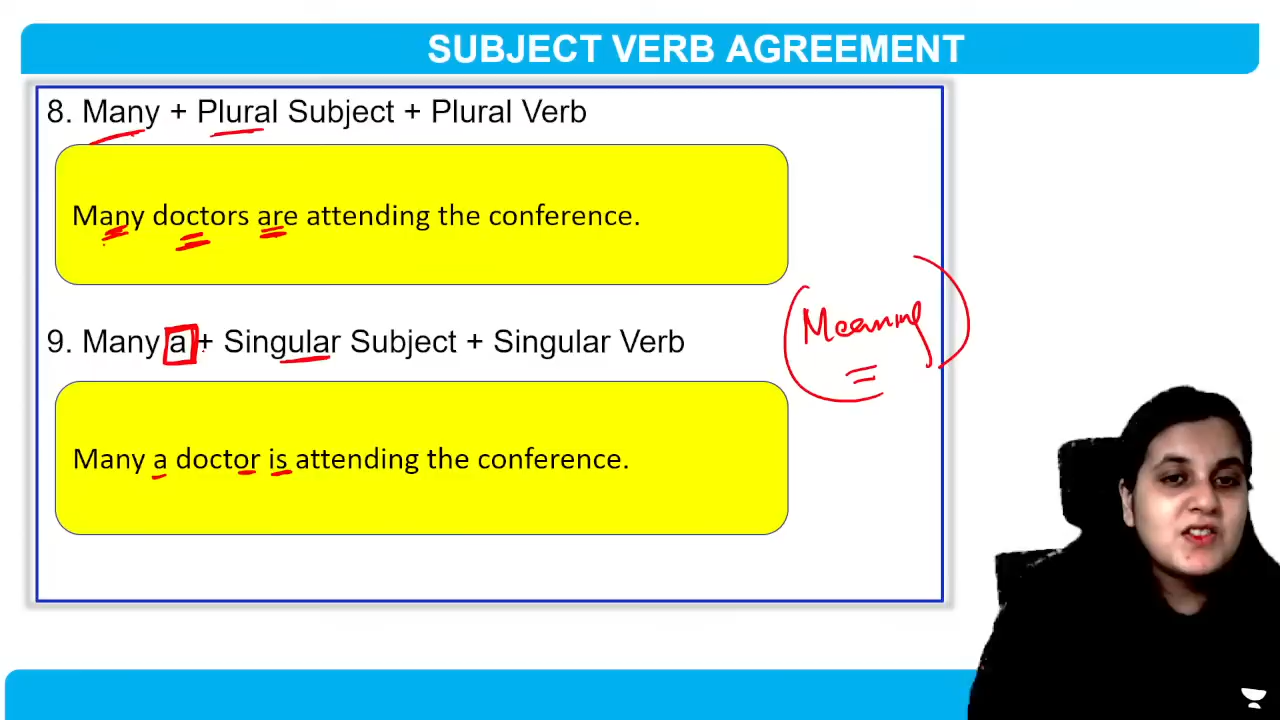 SUBJECT VERB AGREEMENT
8. Many + Plural Subject + Plural Verb
Many doctors are attending the conference.
Meaning
9. Many a + Singular Subject + Singular Verb
Many a doctor is attending the conference.